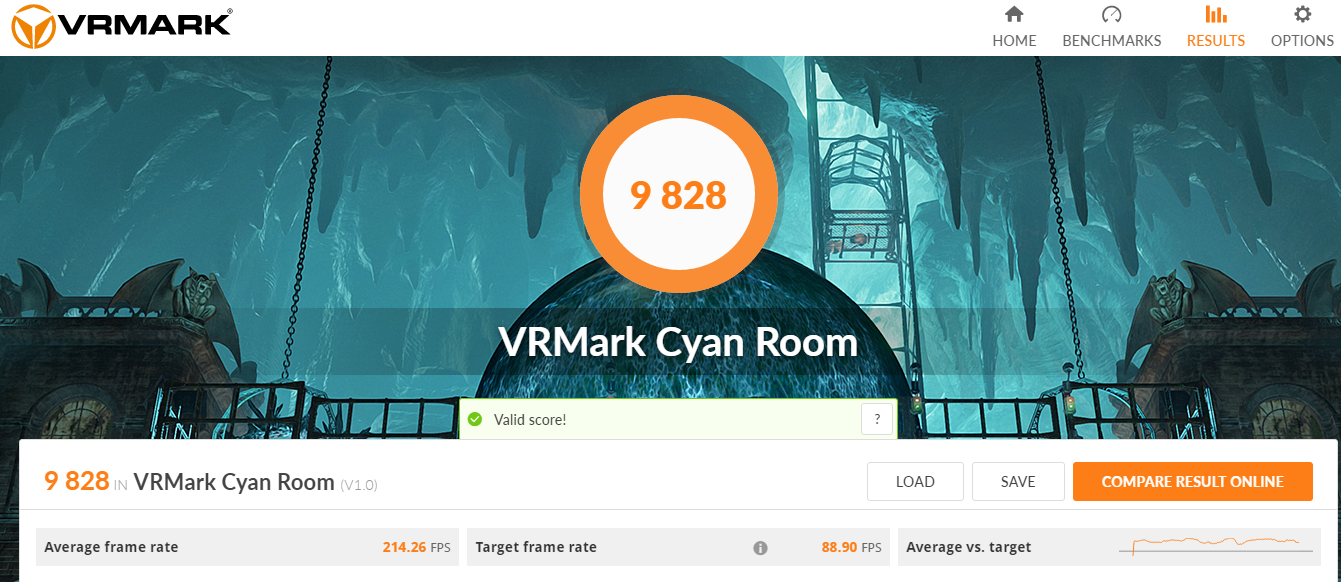 VRMARK®
HOME
BENCHMARKS
RESULTS
OPTIONS
9 828
VRMark Cyan Room
Valid score!
?
9 828 IN VRMark Cyan Room (V1.0)
LOAD
SAVE
COMPARE RESULT ONLINE
Average frame rate 214.26 FPS
Target frame rate i 88.90 FPS
Average vs. target